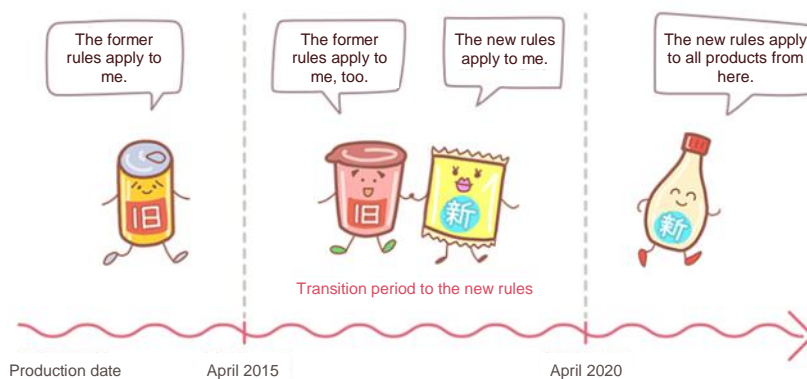 The former
rules apply to
me.
The former
rules apply to
me, too.
The new rules
apply to me.
The new rules apply
to all products from
here.
旧
旧
新
新
Transition period to the new rules
Production date
April 2015
April 2020